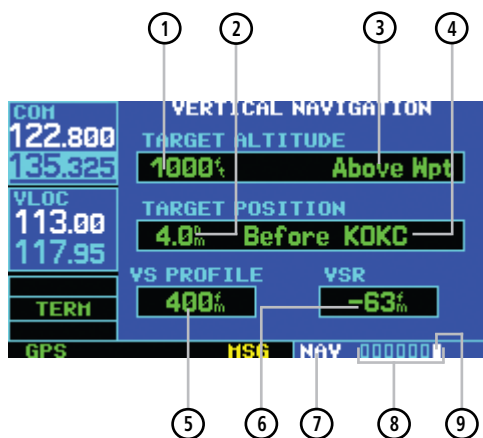 1 2 3 4
COM
122.800
135.325
VLOC
113.00
117.95
TERM
GPS
VERTICAL NAVIGATION
TARGET ALTITUDE
1000ft Above Wpt
TARGET POSITION
4.0nm Before KOKC
VS PROFILE VSR
400fm -63fm
MSG NAV
5 6 7 8 9